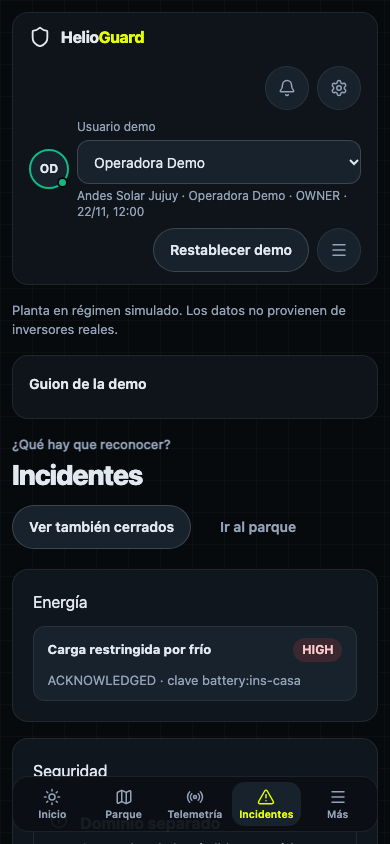 HelioGuard
Usuario demo
OD
Operadora Demo
Andes Solar Jujuy · Operadora Demo · OWNER ·
22/11, 12:00
Restablecer demo
Planta en régimen simulado. Los datos no provienen de
inversores reales.
Guion de la demo
¿Qué hay que reconocer?
Incidentes
Ver también cerrados
Ir al parque
Energía
Carga restringida por frío
HIGH
ACKNOWLEDGED · clave battery:ins-casa
Seguridad
Dominio separado
Inicio
Parque
Telemetría
Incidentes
Más